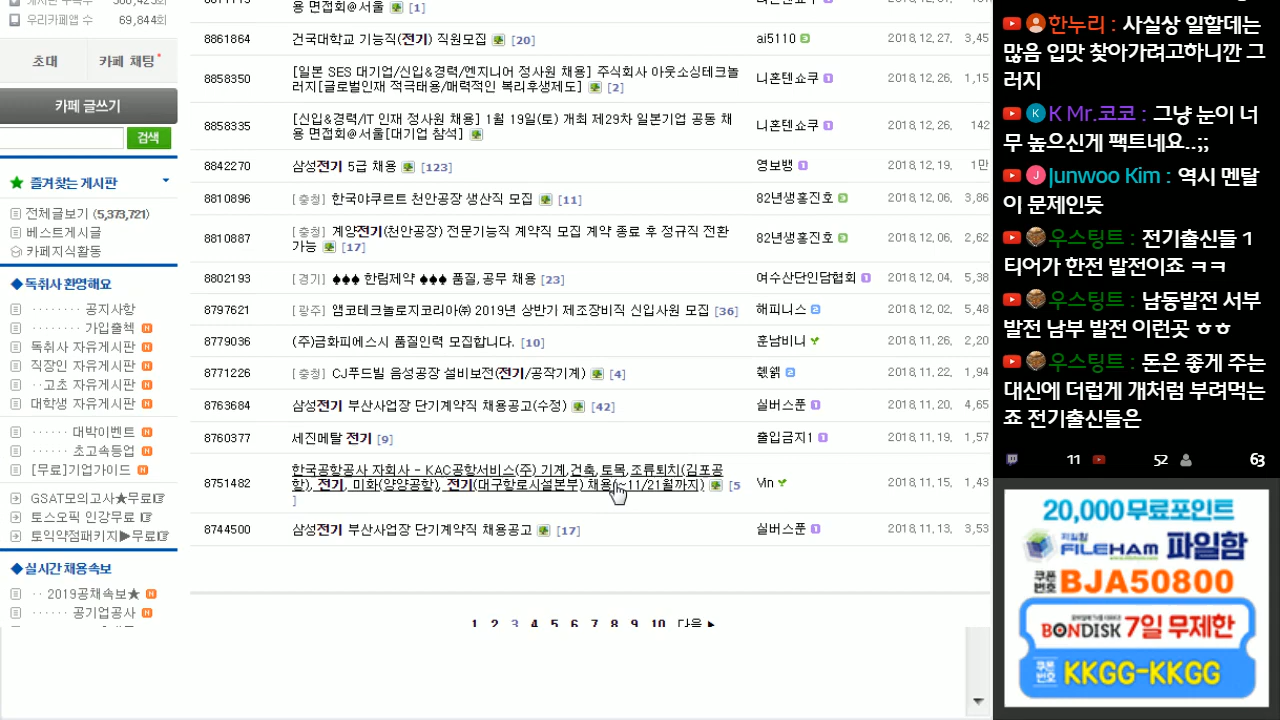 우리카페앱 수 69,844회
초대 카페 채팅
카페 글쓰기
검색
즐겨찾는 게시판
전체글보기 (5,373,721)
베스트게시글
카페지식활동
◆독취사 환영해요
········ 공지사항
········ 가입출첵 N
독취사 자유게시판 N
직장인 자유게시판 N
··고초 자유게시판 N
대학생 자유게시판 N
······ 대박이벤트 N
······ 초고속등업 N
[무료]기업가이드 N
GSAT모의고사★무료☞
토스오픽 인강무료 ☞
토익약점패키지▶무료☞
◆실시간 채용속보
·· 2019공채속보★ N
······ 공기업공사 N
용 면접회@서울 [1]
8861864 건국대학교 시설(전기) 직원모집 [20] ai5110 3 2018.12.27. 3,45
8858350 [일본 SES 대기업/신입&경력/엔지니어 정사원 채용] 주식회사 아웃소싱테크놀
러지[글로벌인재 적극태용/매력적인 복리후생제도] [2] 니혼텐쇼쿠 1 2018.12.26. 1,15
8858335 [신입&경력/IT 인재 정사원 채용] 1월 19일(토) 개최 제29차 일본기업 공동 채
용 면접회@서울[대기업 참석] 니혼텐쇼쿠 1 2018.12.26. 142
8842270 삼성전기 5급 채용 [123] 영보뱅 1 2018.12.19. 1만
8810896 [충청] 한국야쿠르트 천안공장 생산직 모집 [11] 82년생홍진호 3 2018.12.06. 3,86
8810887 [충청] 계양전기(천안공장) 전문기능직 계약직 모집 계약 종료 후 정규직 전환
가능 [17] 82년생홍진호 3 2018.12.06. 2,62
8802193 [경기] ♠♠♠ 한림제약 ♠♠♠ 품질,공무 채용 [23] 여수산단인담협회 1 2018.12.04. 5,38
8797621 [광주] 앰코테크놀로지코리아㈜ 2019년 상반기 제조장비직 신입사원 모집 [36] 해피니스 2 2018.12.02. 5,48
8779036 (주)금화피에스시 품질인력 모집합니다. [10] 훈남비니 2018.11.26. 2,20
8771226 [충청] CJ푸드빌 음성공장 설비보전(전기/공작기계) [4] 2 2018.11.22. 1,94
8763684 삼성전기 부산사업장 단기계약직 채용공고(수정) [42] 실버스푼 1 2018.11.20. 4,65
8760377 세진메탈 전기 [9] 출입금지1 1 2018.11.19. 1,57
8751482 한국공항공사 자회사 - KAC공항서비스(주) 기계,건축,토목,조류퇴치(김포공
항), 전기, 미화(양양공항), 전기(대구항로시설본부) 채용(~11/21월까지) [5
] Vin 2018.11.15. 1,43
8744500 삼성전기 부산사업장 단기계약직 채용공고 [17] 실버스푼 1 2018.11.13. 3,53
1 2 3 4 5 6 7 8 9 10 다음 ▶
한누리 : 사실상 일할데는
많음 입맛 찾아가려고하니깐 그
러지
K K Mr.코코 : 그냥 눈이 너
무 높으신게 팩트네요..;;
J Junwoo Kim : 역시 멘탈
이 문제인듯
우스팅트 : 전기출신들 1
티어가 한전 발전이죠 ㅋㅋ
우스팅트 : 남동발전 서부
발전 남부 발전 이런곳 ㅎㅎ
우스팅트 : 돈은 좋게 주는
대신에 더럽게 개처럼 부려먹는
죠 전기출신들은
11 52 63
20,000무료포인트
파일함 FILEHAM 파일함
쿠폰번호 BJA50800
BONDISK 7일 무제한
쿠폰번호 KKGG-KKGG